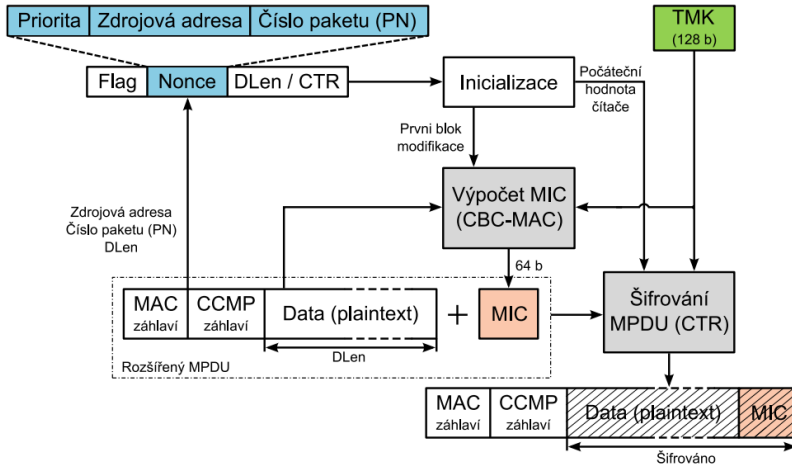 Priorita Zdrojová adresa Číslo paketu (PN)
TMK
(128 b)
Flag Nonce DLen / CTR
Inicializace
Počáteční
hodnota
čítače
Prvni blok
modifikace
Výpočet MIC
(CBC-MAC)
Zdrojová adresa
Číslo paketu (PN)
DLen
64 b
MAC
záhlaví
CCMP
záhlaví
Data (plaintext)
+
MIC
DLen
Rozšířený MPDU
Šifrování
MPDU (CTR)
MAC
záhlaví
CCMP
záhlaví
Data (plaintext)
MIC
Šifrováno